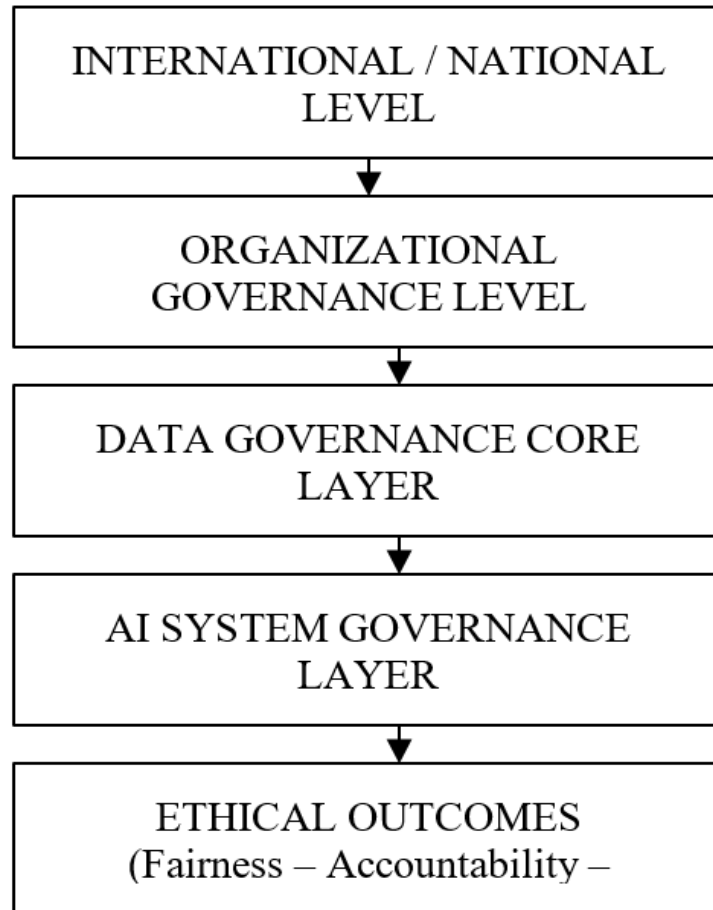 INTERNATIONAL / NATIONAL
LEVEL
ORGANIZATIONAL
GOVERNANCE LEVEL
DATA GOVERNANCE CORE
LAYER
AI SYSTEM GOVERNANCE
LAYER
ETHICAL OUTCOMES
(Fairness – Accountability –